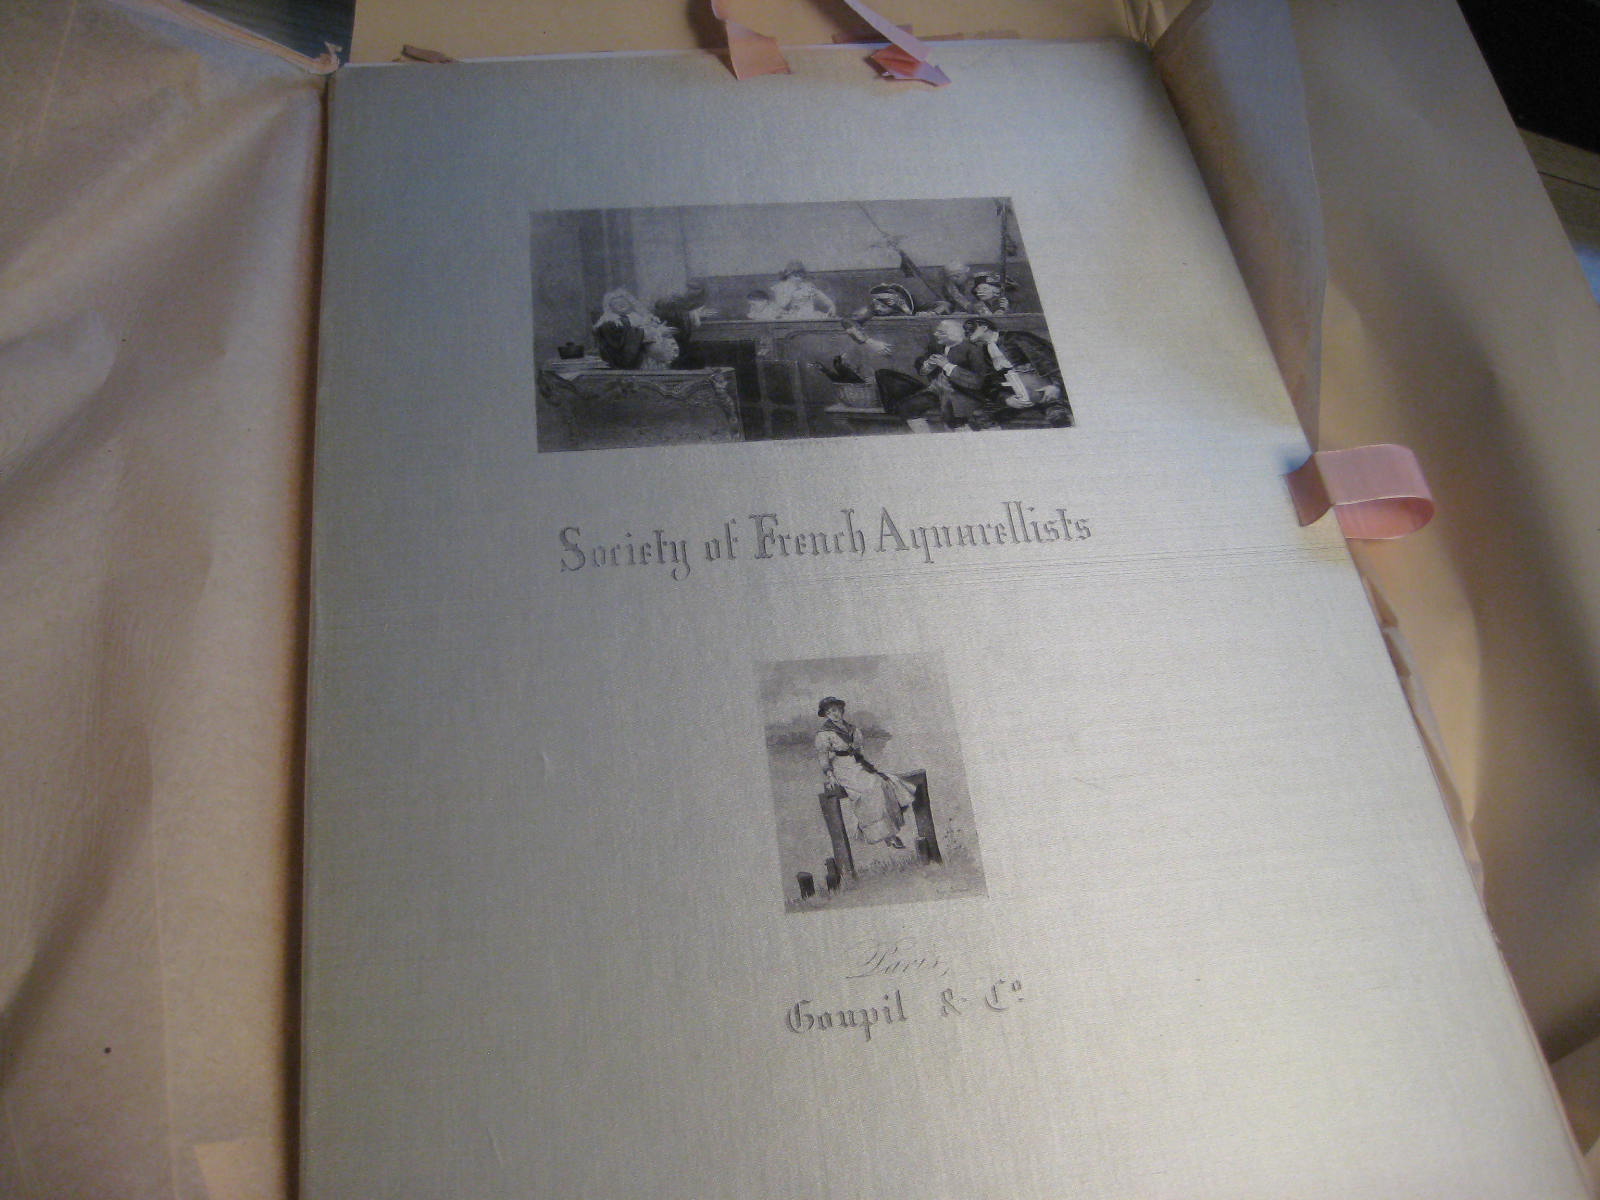 Society of French Aquarellists
Paris,
Goupil & Cº